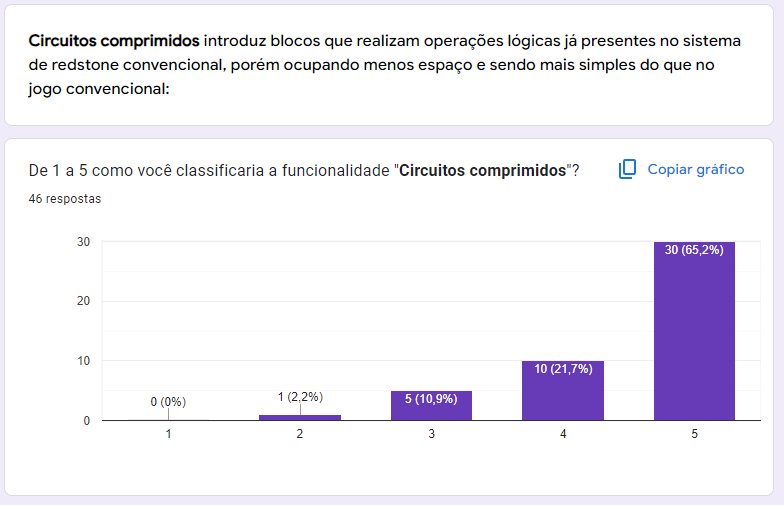 Circuitos comprimidos introduz blocos que realizam operações lógicas já presentes no sistema
de redstone convencional, porém ocupando menos espaço e sendo mais simples do que no
jogo convencional:
De 1 a 5 como você classificaria a funcionalidade "Circuitos comprimidos"?
Copiar gráfico
46 respostas
30
20
10
0
0 (0%)
1 (2,2%)
5 (10,9%)
10 (21,7%)
30 (65,2%)
1
2
3
4
5